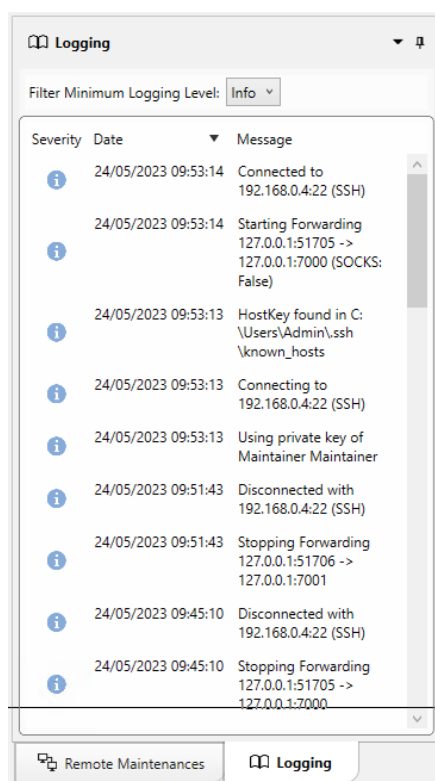 Logging
Filter Minimum Logging Level: Info
Severity Date Message
24/05/2023 09:53:14 Connected to
192.168.0.4:22 (SSH)
24/05/2023 09:53:14 Starting Forwarding
127.0.0.1:51705 ->
127.0.0.1:7000 (SOCKS:
False)
24/05/2023 09:53:13 HostKey found in C:
\Users\Admin\.ssh
\known_hosts
24/05/2023 09:53:13 Connecting to
192.168.0.4:22 (SSH)
24/05/2023 09:53:13 Using private key of
Maintainer Maintainer
24/05/2023 09:51:43 Disconnected with
192.168.0.4:22 (SSH)
24/05/2023 09:51:43 Stopping Forwarding
127.0.0.1:51706 ->
127.0.0.1:7001
24/05/2023 09:45:10 Disconnected with
192.168.0.4:22 (SSH)
24/05/2023 09:45:10 Stopping Forwarding
127.0.0.1:51705 ->
127.0.0.1:7000
Remote Maintenances Logging